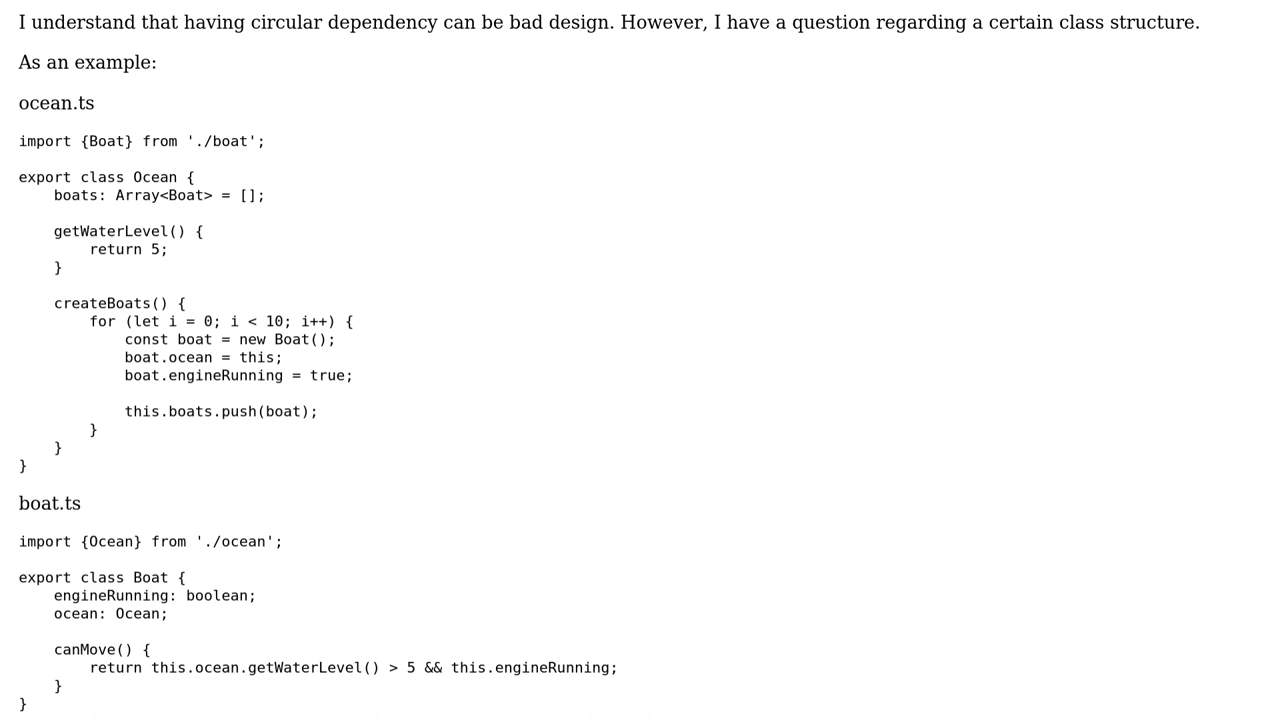 I understand that having circular dependency can be bad design. However, I have a question regarding a certain class structure.
As an example:
ocean.ts
import {Boat} from './boat';
export class Ocean {
    boats: Array<Boat> = [];
    getWaterLevel() {
        return 5;
    }
    createBoats() {
        for (let i = 0; i < 10; i++) {
            const boat = new Boat();
            boat.ocean = this;
            boat.engineRunning = true;
            this.boats.push(boat);
        }
    }
}
boat.ts
import {Ocean} from './ocean';
export class Boat {
    engineRunning: boolean;
    ocean: Ocean;
    canMove() {
        return this.ocean.getWaterLevel() > 5 && this.engineRunning;
    }
}